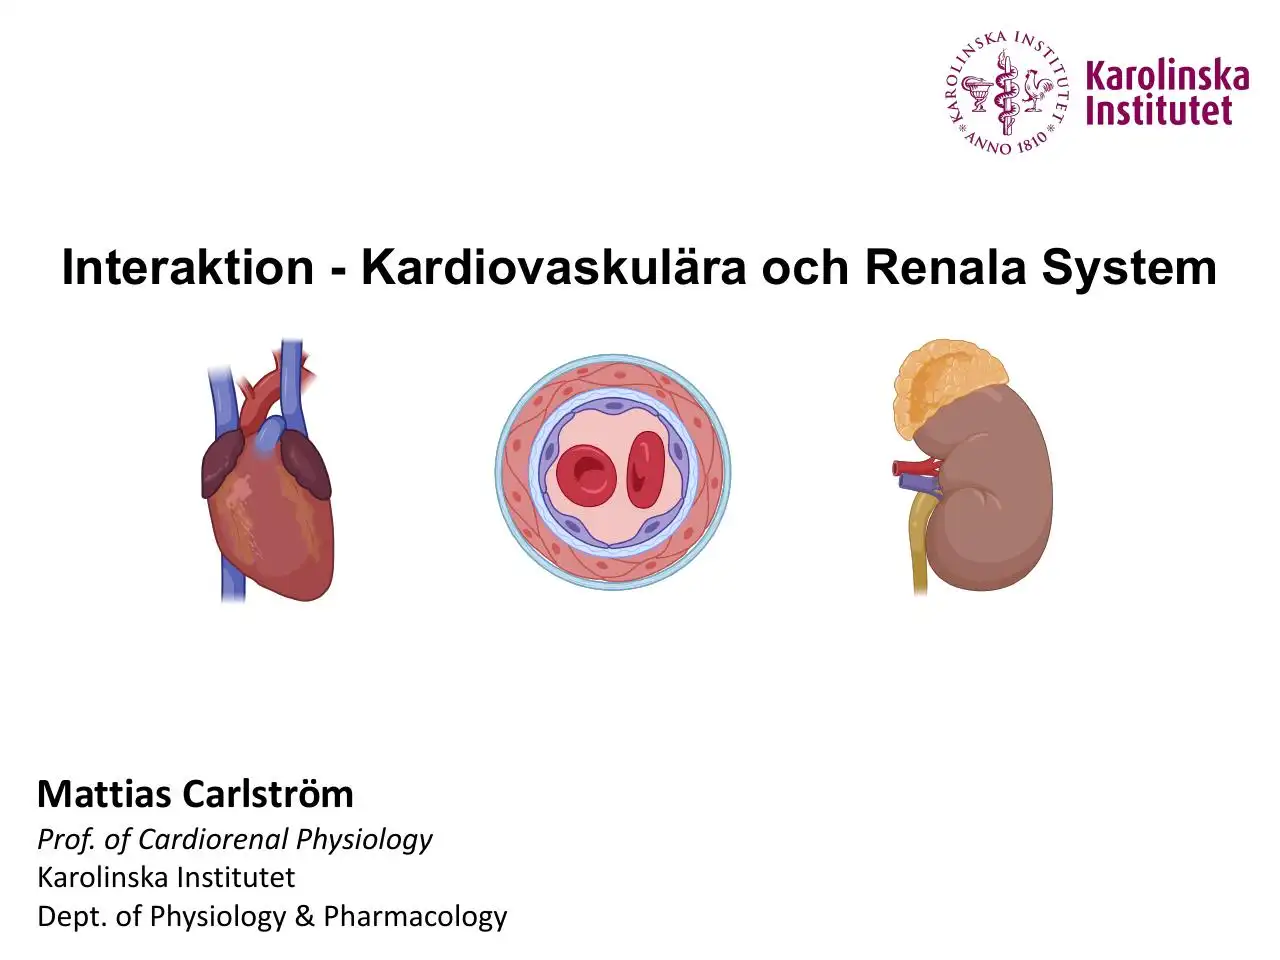 KAROLINSKA INSTITUTET
* ANNO 1810 *
Karolinska
Institutet
Interaktion - Kardiovaskulära och Renala System
Mattias Carlström
Prof. of Cardiorenal Physiology
Karolinska Institutet
Dept. of Physiology & Pharmacology